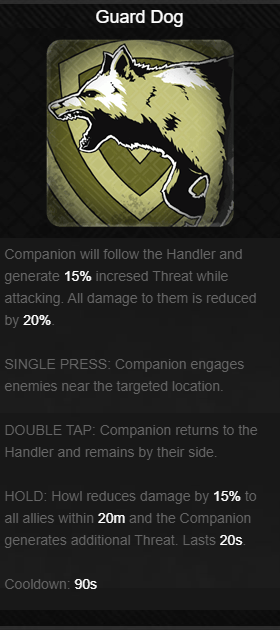 Guard Dog
Companion will follow the Handler and
generate 15% incresed Threat while
attacking. All damage to them is reduced
by 20%.
SINGLE PRESS: Companion engages
enemies near the targeted location.
DOUBLE TAP: Companion returns to the
Handler and remains by their side.
HOLD: Howl reduces damage by 15% to
all allies within 20m and the Companion
generates additional Threat. Lasts 20s.
Cooldown: 90s